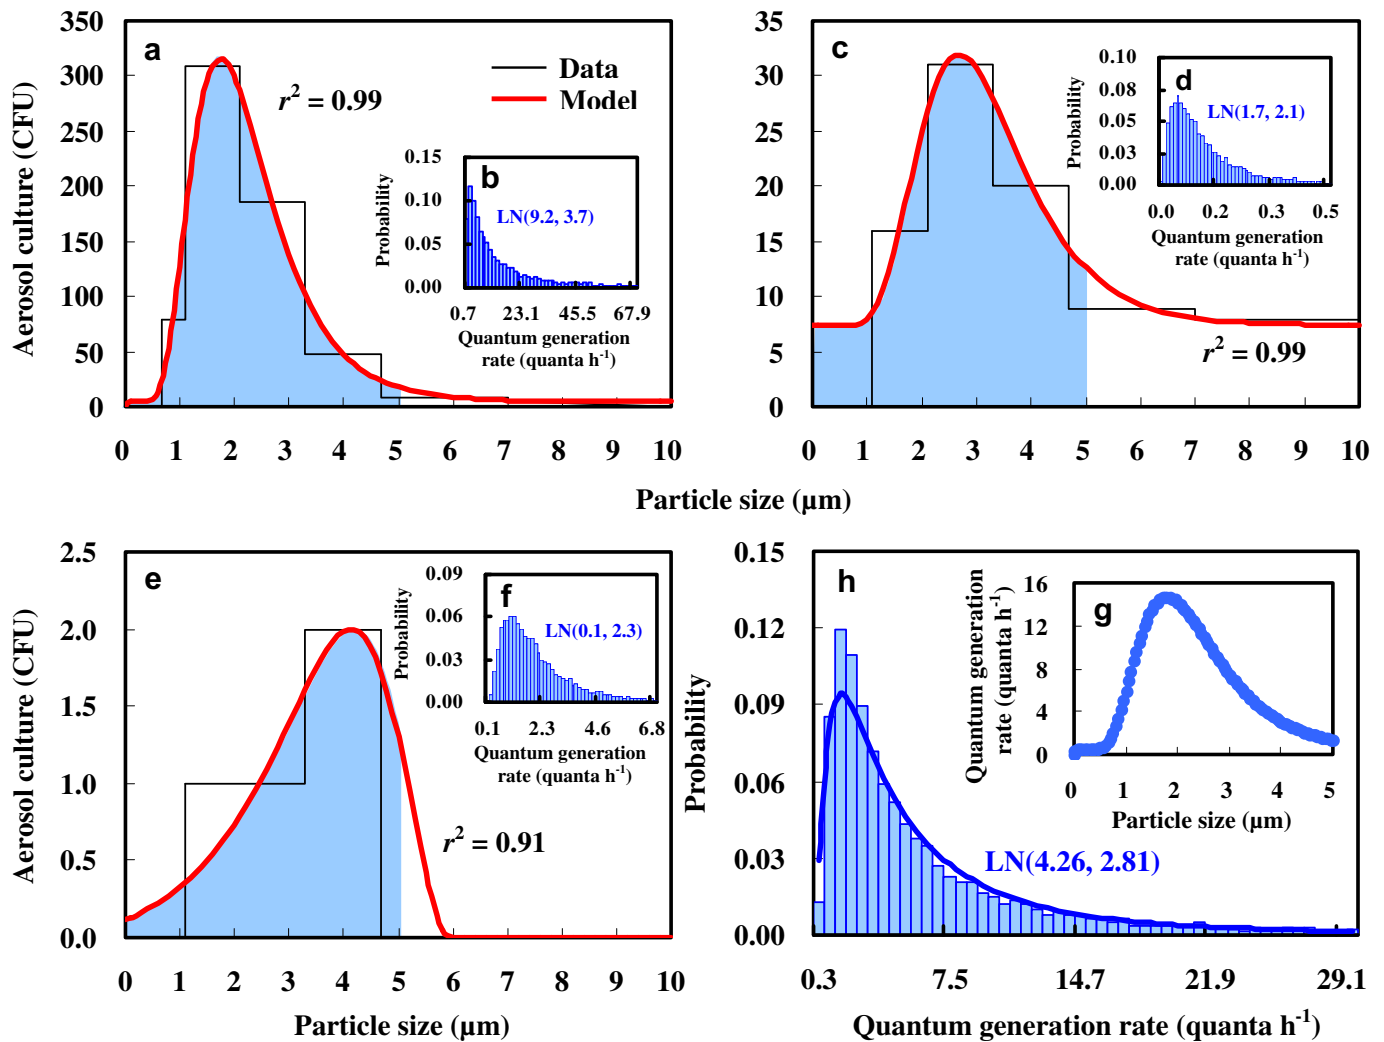 a
r² = 0.99
Data
Model
350
300
250
200
150
100
50
0
Aerosol culture (CFU)
0 1 2 3 4 5 6 7 8 9 10
b
LN(9.2, 3.7)
0.15
0.10
0.05
0.00
Probability
0.7 23.1 45.5 67.9
Quantum generation
rate (quanta h⁻¹)
c
r² = 0.99
35
30
25
20
15
10
5
0
0 1 2 3 4 5 6 7 8 9 10
d
LN(1.7, 2.1)
0.10
0.08
0.05
0.03
0.00
Probability
0.0 0.2 0.3 0.5
Quantum generation
rate (quanta h⁻¹)
Particle size (µm)
e
r² = 0.91
2.5
2.0
1.5
1.0
0.5
0.0
Aerosol culture (CFU)
0 1 2 3 4 5 6 7 8 9 10
Particle size (µm)
f
LN(0.1, 2.3)
0.09
0.06
0.03
0.00
Probability
0.1 2.3 4.6 6.8
Quantum generation
rate (quanta h⁻¹)
h
LN(4.26, 2.81)
0.15
0.12
0.09
0.06
0.03
0.00
Probability
0.3 7.5 14.7 21.9 29.1
Quantum generation rate (quanta h⁻¹)
g
16
12
8
4
0
Quantum generation
rate (quanta h⁻¹)
0 1 2 3 4 5
Particle size (µm)